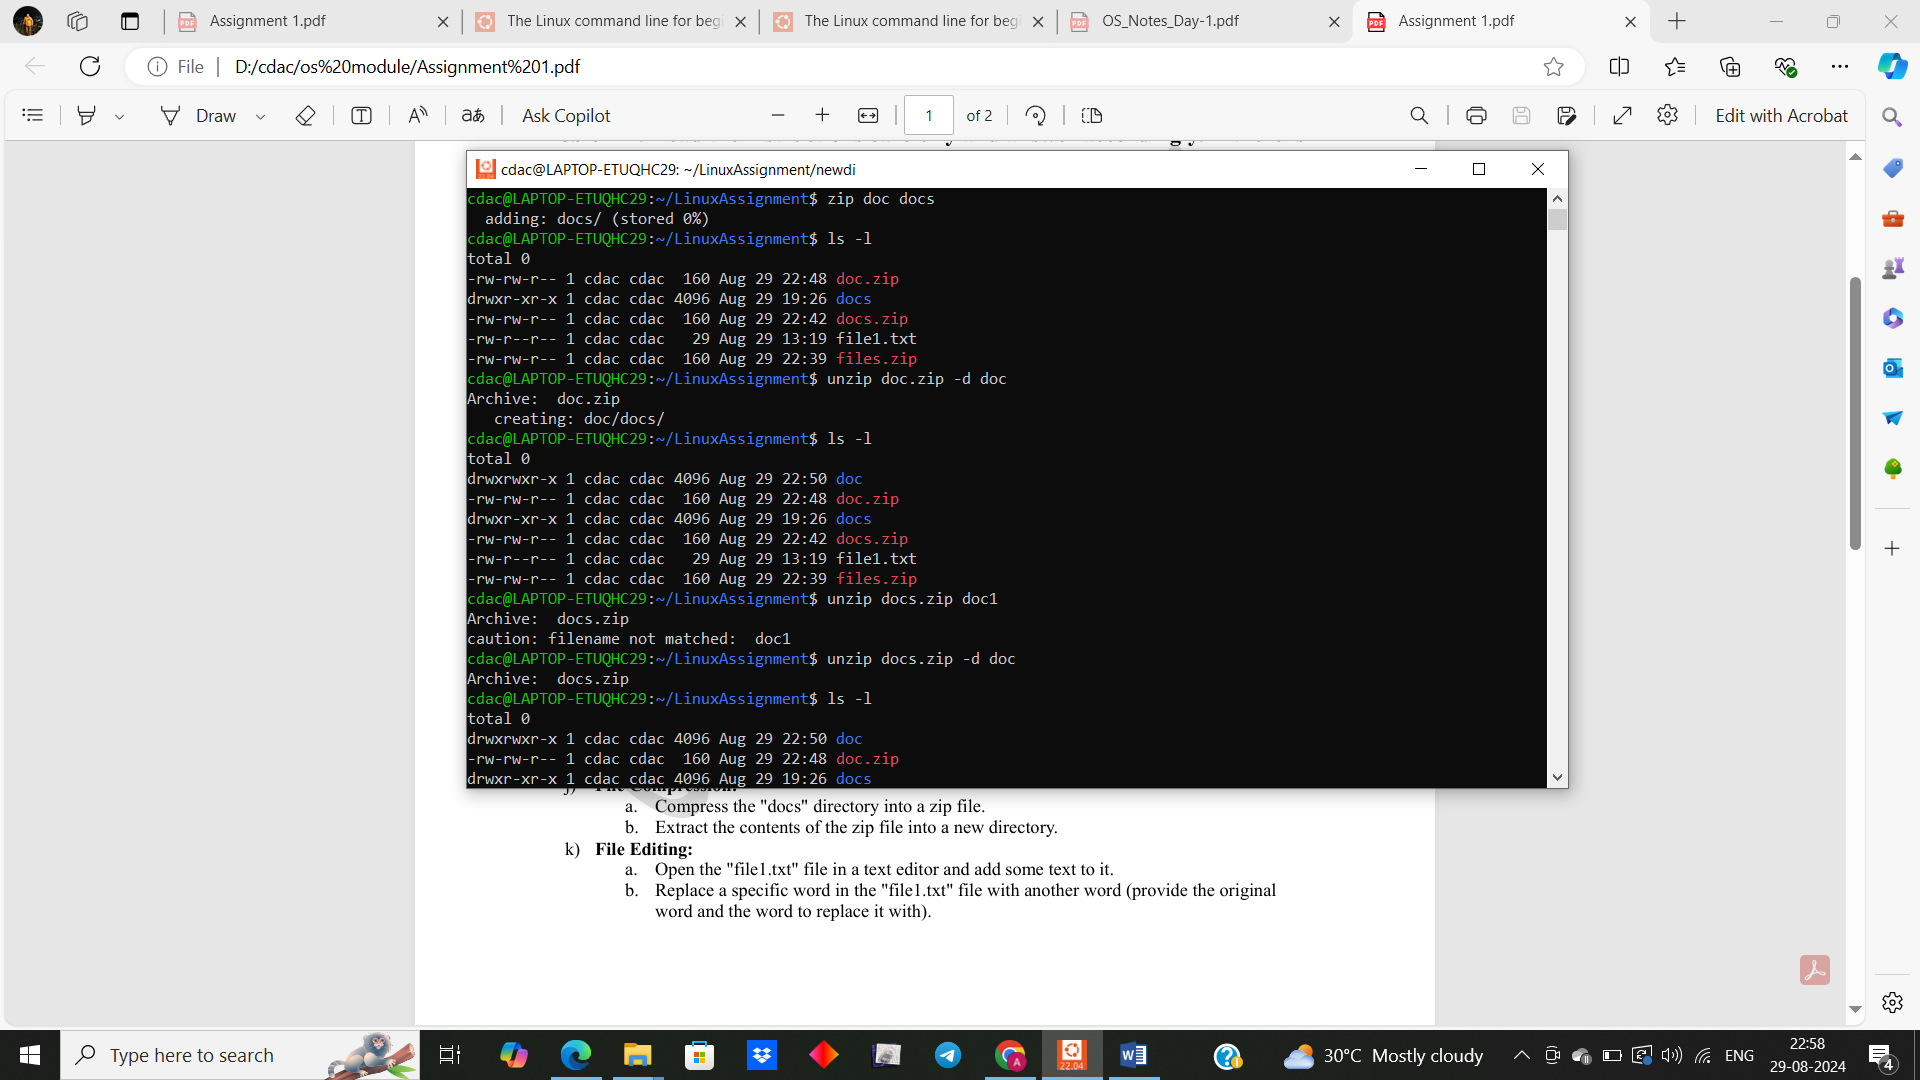 Assignment 1.pdf
The Linux command line for begi
The Linux command line for begi
OS_Notes_Day-1.pdf
Assignment 1.pdf
File
D:/cdac/os%20module/Assignment%201.pdf
Draw
Ask Copilot
1
of 2
Edit with Acrobat
cdac@LAPTOP-ETUQHC29: ~/LinuxAssignment/newdi
cdac@LAPTOP-ETUQHC29:~/LinuxAssignment$ zip doc docs
  adding: docs/ (stored 0%)
cdac@LAPTOP-ETUQHC29:~/LinuxAssignment$ ls -l
total 0
-rw-rw-r-- 1 cdac cdac  160 Aug 29 22:48 doc.zip
drwxr-xr-x 1 cdac cdac 4096 Aug 29 19:26 docs
-rw-rw-r-- 1 cdac cdac  160 Aug 29 22:42 docs.zip
-rw-r--r-- 1 cdac cdac   29 Aug 29 13:19 file1.txt
-rw-rw-r-- 1 cdac cdac  160 Aug 29 22:39 files.zip
cdac@LAPTOP-ETUQHC29:~/LinuxAssignment$ unzip doc.zip -d doc
Archive:  doc.zip
   creating: doc/docs/
cdac@LAPTOP-ETUQHC29:~/LinuxAssignment$ ls -l
total 0
drwxrwxr-x 1 cdac cdac 4096 Aug 29 22:50 doc
-rw-rw-r-- 1 cdac cdac  160 Aug 29 22:48 doc.zip
drwxr-xr-x 1 cdac cdac 4096 Aug 29 19:26 docs
-rw-rw-r-- 1 cdac cdac  160 Aug 29 22:42 docs.zip
-rw-r--r-- 1 cdac cdac   29 Aug 29 13:19 file1.txt
-rw-rw-r-- 1 cdac cdac  160 Aug 29 22:39 files.zip
cdac@LAPTOP-ETUQHC29:~/LinuxAssignment$ unzip docs.zip doc1
Archive:  docs.zip
caution: filename not matched:  doc1
cdac@LAPTOP-ETUQHC29:~/LinuxAssignment$ unzip docs.zip -d doc
Archive:  docs.zip
cdac@LAPTOP-ETUQHC29:~/LinuxAssignment$ ls -l
total 0
drwxrwxr-x 1 cdac cdac 4096 Aug 29 22:50 doc
-rw-rw-r-- 1 cdac cdac  160 Aug 29 22:48 doc.zip
drwxr-xr-x 1 cdac cdac 4096 Aug 29 19:26 docs
j) File Compression:
a. Compress the "docs" directory into a zip file.
b. Extract the contents of the zip file into a new directory.
k) File Editing:
a. Open the "file1.txt" file in a text editor and add some text to it.
b. Replace a specific word in the "file1.txt" file with another word (provide the original
word and the word to replace it with).
Type here to search
22.04
30°C Mostly cloudy
ENG
22:58
29-08-2024
4